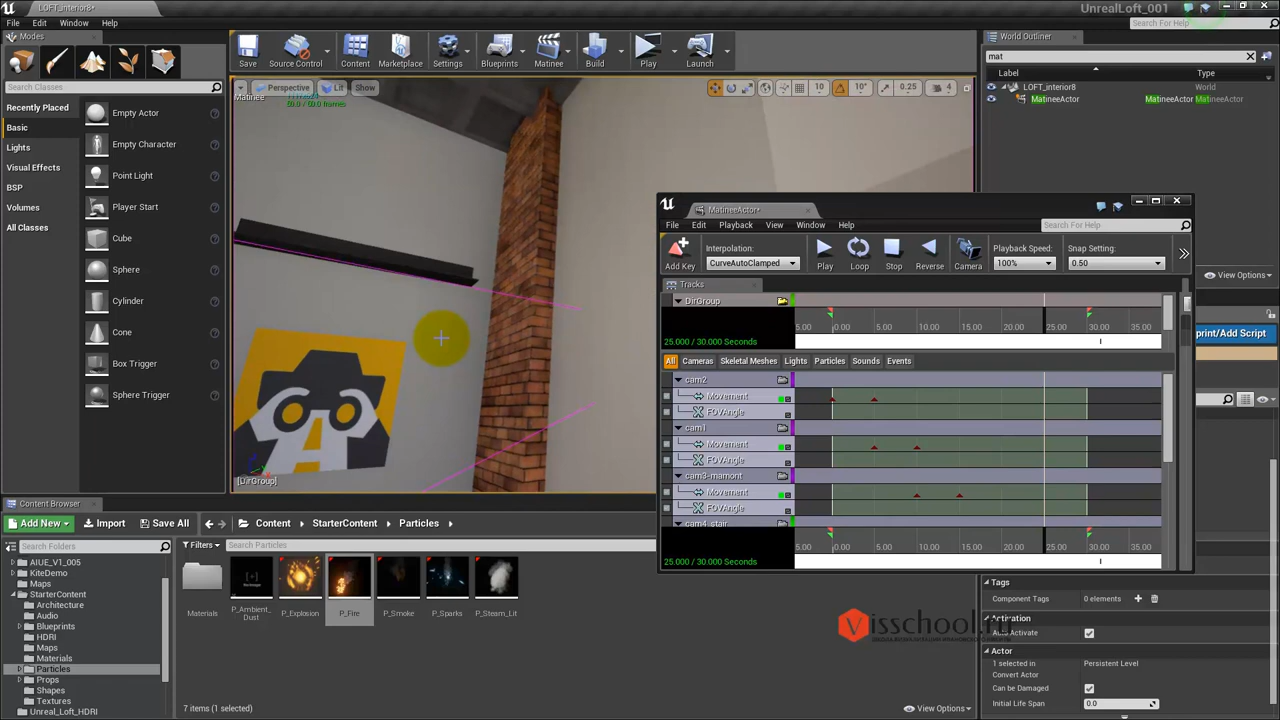 LOFT_interior8*
UnrealLoft_001
File Edit Window Help
Search For Help
Modes
Save
Source Control
Content
Marketplace
Settings
Blueprints
Matinee
Build
Play
Launch
World Outliner
mat
Label
Type
LOFT_interior8
World
MatineeActor
MatineeActor MatineeActor
View Options
Search Classes
Recently Placed
Basic
Lights
Visual Effects
BSP
Volumes
All Classes
Empty Actor
Empty Character
Point Light
Player Start
Cube
Sphere
Cylinder
Cone
Box Trigger
Sphere Trigger
Perspective
Lit
Show
Matinee
10
10°
0.25
4
[DirGroup]
MatineeActor*
File Edit Playback View Window Help
Search For Help
Add Key
Interpolation:
CurveAutoClamped
Play
Loop
Stop
Reverse
Camera
Playback Speed:
100%
Snap Setting:
0.50
Tracks
DirGroup
5.00 0.00 5.00 10.00 15.00 20.00 25.00 30.00 35.00
25.000 / 30.000 Seconds
All Cameras Skeletal Meshes Lights Particles Sounds Events
cam2
Movement
FOVAngle
cam1
Movement
FOVAngle
cam3-mamont
Movement
FOVAngle
cam4-stair
5.00 0.00 5.00 10.00 15.00 20.00 25.00 30.00 35.00
25.000 / 30.000 Seconds
print/Add Script
Content Browser
Add New
Import
Save All
Content
StarterContent
Particles
Search Folders
Filters
Search Particles
AIUE_V1_005
KiteDemo
Maps
StarterContent
Architecture
Audio
Blueprints
HDRI
Maps
Materials
Particles
Props
Shapes
Textures
Unreal_Loft_HDRI
Materials
P_Ambient_
Dust
P_Explosion
P_Fire
P_Smoke
P_Sparks
P_Steam_Lit
7 items (1 selected)
View Options
visschool.ru
Tags
Component Tags
0 elements
Activation
Auto Activate
Actor
1 selected in
Persistent Level
Convert Actor
Can be Damaged
Initial Life Span
0.0